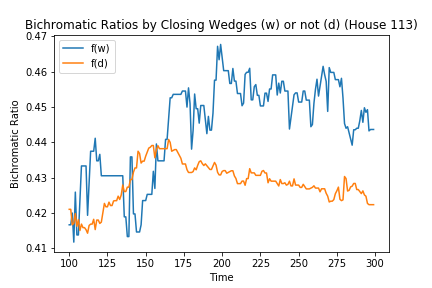 Bichromatic Ratios by Closing Wedges (w) or not (d) (House 113)
0.47
0.46
0.45
0.44
0.43
0.42
0.41
Bichromatic Ratio
f(w)
f(d)
100 125 150 175 200 225 250 275 300
Time